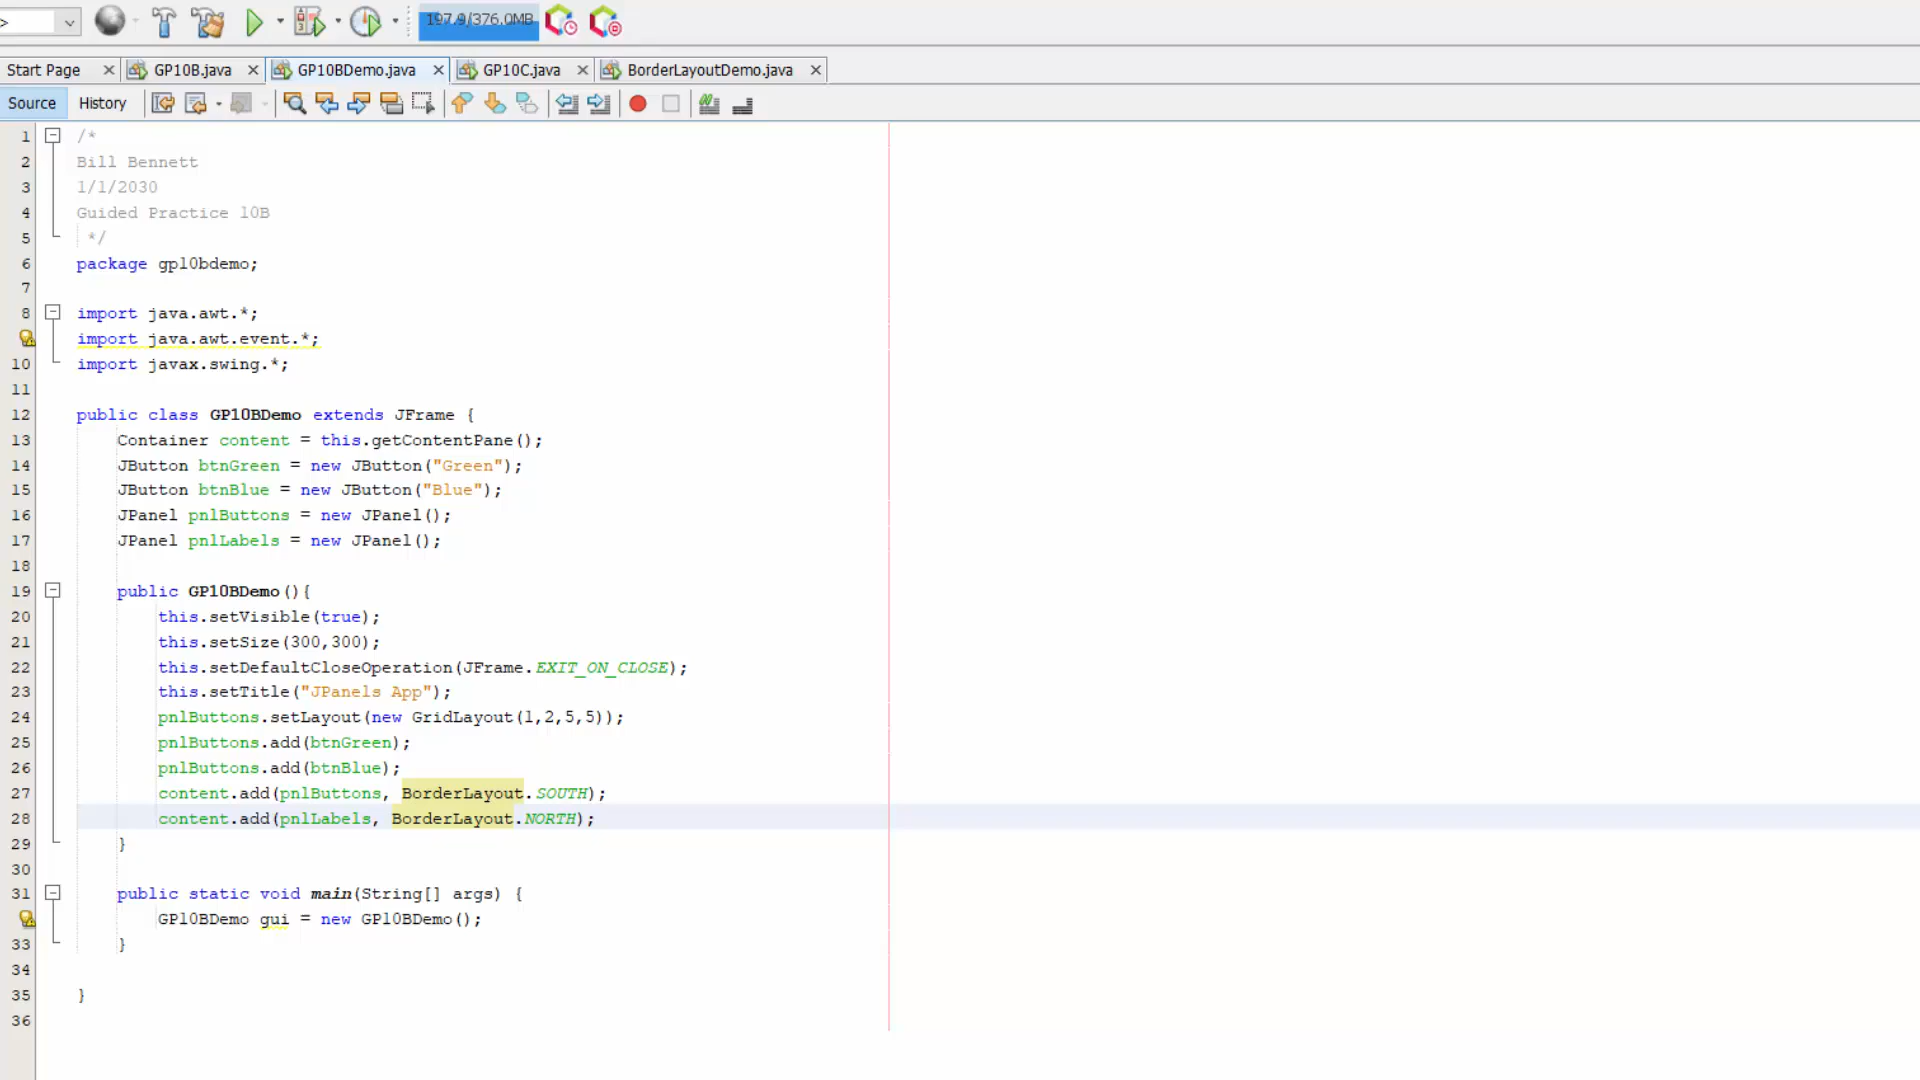 >
197.9/376.0MB
Start Page GP10B.java GP10BDemo.java GP10C.java BorderLayoutDemo.java
Source History
1 /*
2 Bill Bennett
3 1/1/2030
4 Guided Practice 10B
5 */
6 package gp10bdemo;
7
8 import java.awt.*;
import java.awt.event.*;
10 import javax.swing.*;
11
12 public class GP10BDemo extends JFrame {
13 Container content = this.getContentPane();
14 JButton btnGreen = new JButton("Green");
15 JButton btnBlue = new JButton("Blue");
16 JPanel pnlButtons = new JPanel();
17 JPanel pnlLabels = new JPanel();
18
19 public GP10BDemo(){
20 this.setVisible(true);
21 this.setSize(300,300);
22 this.setDefaultCloseOperation(JFrame.EXIT_ON_CLOSE);
23 this.setTitle("JPanels App");
24 pnlButtons.setLayout(new GridLayout(1,2,5,5));
25 pnlButtons.add(btnGreen);
26 pnlButtons.add(btnBlue);
27 content.add(pnlButtons, BorderLayout.SOUTH);
28 content.add(pnlLabels, BorderLayout.NORTH);
29 }
30
31 public static void main(String[] args) {
GP10BDemo gui = new GP10BDemo();
33 }
34
35 }
36